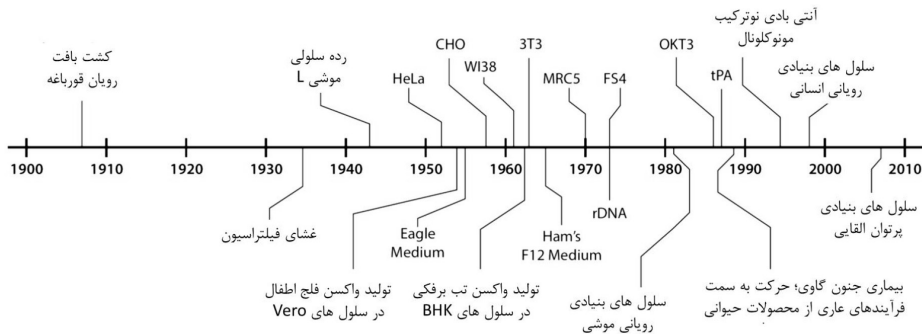 کشت بافت
رویان قورباغه
رده سلولی
موشی L
HeLa
CHO
WI38
3T3
MRC5
FS4
OKT3
tPA
آنتی بادی نوترکیب
مونوکلونال
سلول های بنیادی
رویانی انسانی
1900
1910
1920
1930
1940
1950
1960
1970
1980
1990
2000
2010
غشای فیلتراسیون
تولید واکسن فلج اطفال
در سلول های Vero
Eagle
Medium
تولید واکسن تب برفکی
در سلول های BHK
Ham's
F12 Medium
rDNA
سلول های بنیادی
رویانی موشی
بیماری جنون گاوی؛ حرکت به سمت
فرآیندهای عاری از محصولات حیوانی
سلول های بنیادی
پرتوان القایی